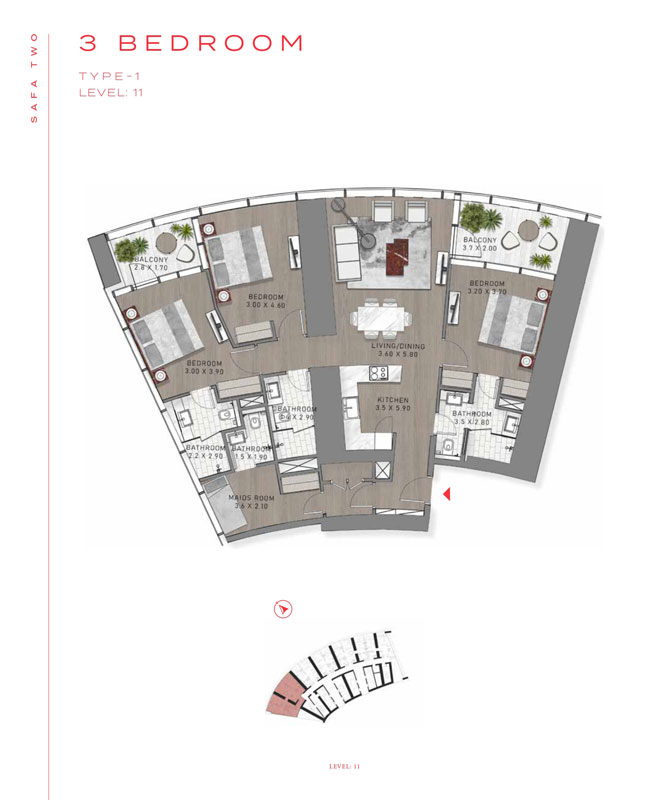 SAFA TWO
3 BEDROOM
TYPE-1
LEVEL: 11
BALCONY
2.8 X 1.70
BEDROOM
3.00 X 4.60
BALCONY
3.7 X 2.00
BEDROOM
3.20 X 3.70
LIVING/DINING
3.60 X 5.80
BEDROOM
3.00 X 3.90
KITCHEN
3.5 X 5.90
BATHROOM
X 2.90
BATHROOM
3.5 X 2.80
BATHROOM
2.2 X 2.90
BATHROOM
1.5 X 1.90
MAIDS ROOM
3.6 X 2.10
LEVEL: 11